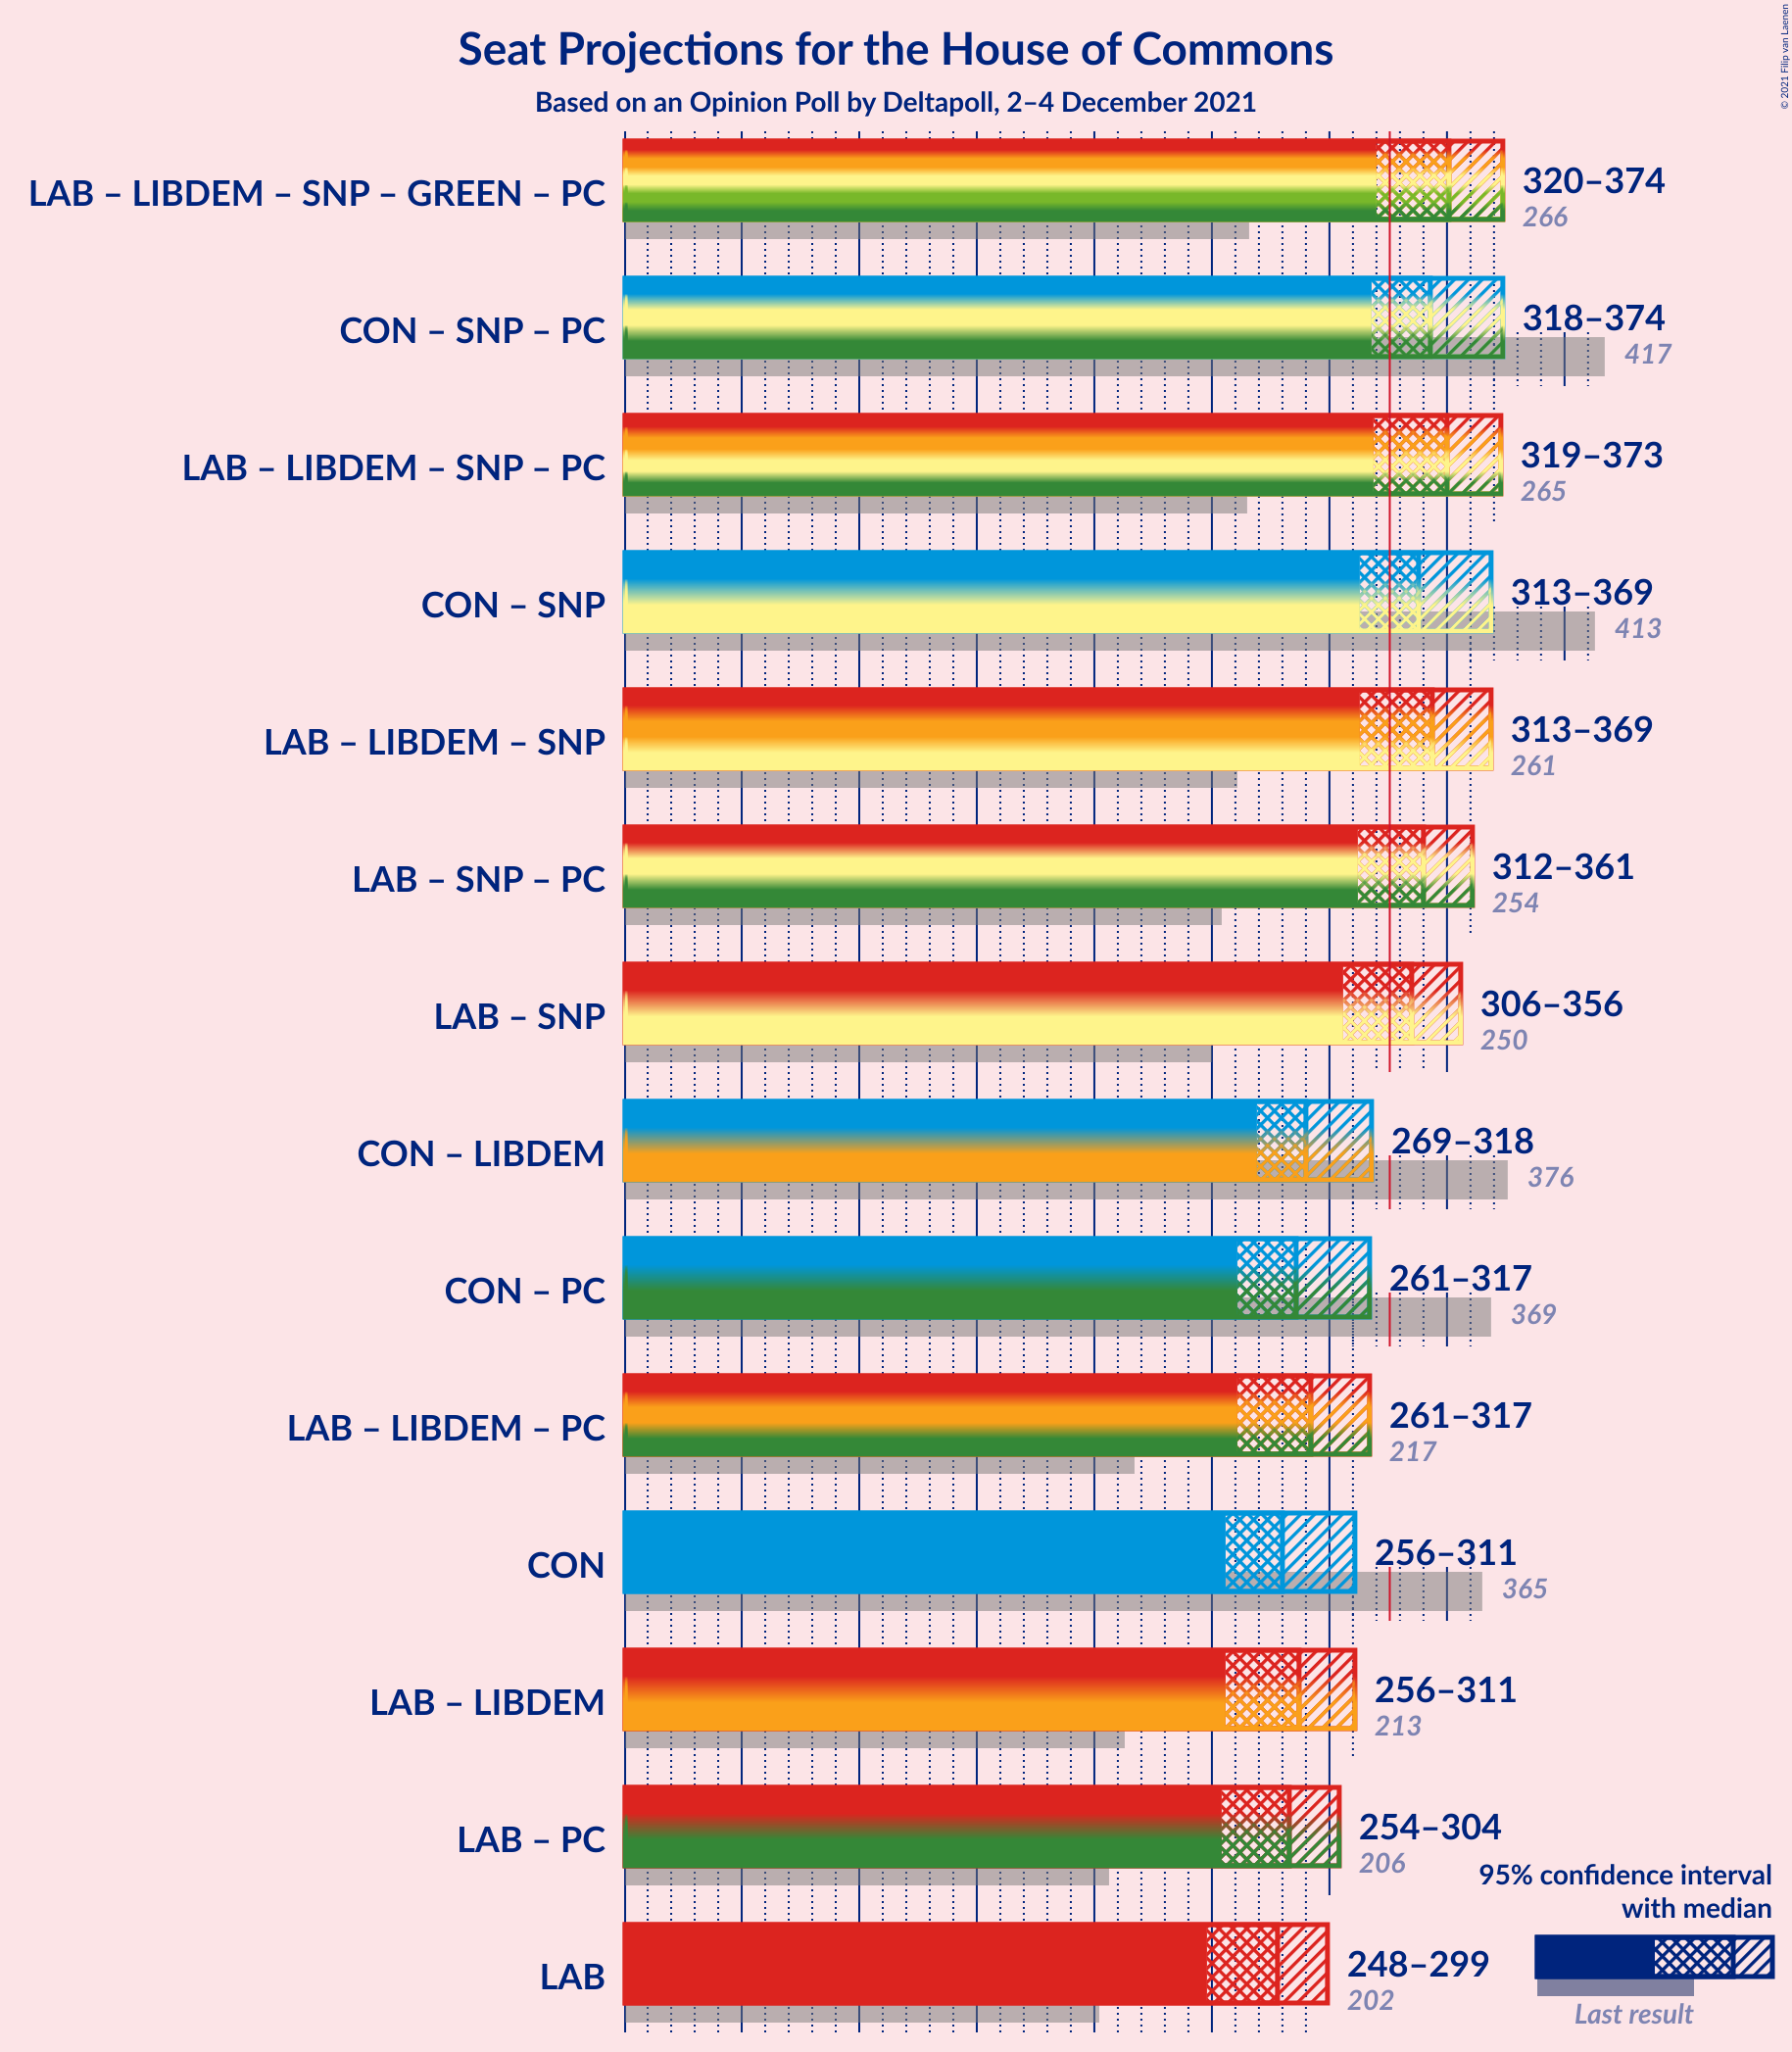 Seat Projections for the House of Commons
Based on an Opinion Poll by Deltapoll, 2–4 December 2021
© 2021 Filip van Laenen
LAB – LIBDEM – SNP – GREEN – PC
320–374
266
CON – SNP – PC
318–374
417
LAB – LIBDEM – SNP – PC
319–373
265
CON – SNP
313–369
413
LAB – LIBDEM – SNP
313–369
261
LAB – SNP – PC
312–361
254
LAB – SNP
306–356
250
CON – LIBDEM
269–318
376
CON – PC
261–317
369
LAB – LIBDEM – PC
261–317
217
CON
256–311
365
LAB – LIBDEM
256–311
213
LAB – PC
254–304
206
LAB
248–299
202
95% confidence interval
with median
Last result